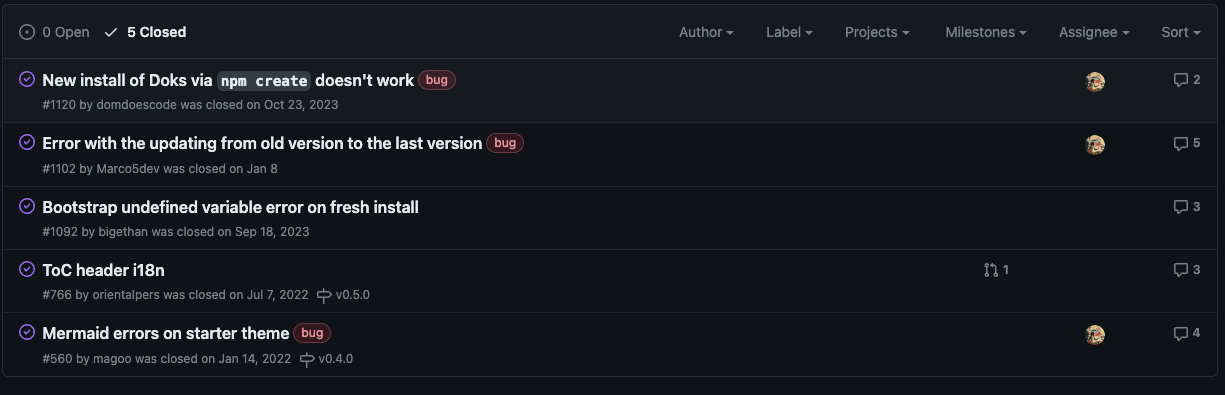 0 Open 5 Closed Author Label Projects Milestones Assignee Sort
New install of Doks via npm create doesn't work bug 2
#1120 by domdoescode was closed on Oct 23, 2023
Error with the updating from old version to the last version bug 5
#1102 by Marco5dev was closed on Jan 8
Bootstrap undefined variable error on fresh install 3
#1092 by bigethan was closed on Sep 18, 2023
ToC header i18n 1 3
#766 by orientalpers was closed on Jul 7, 2022 v0.5.0
Mermaid errors on starter theme bug 4
#560 by magoo was closed on Jan 14, 2022 v0.4.0